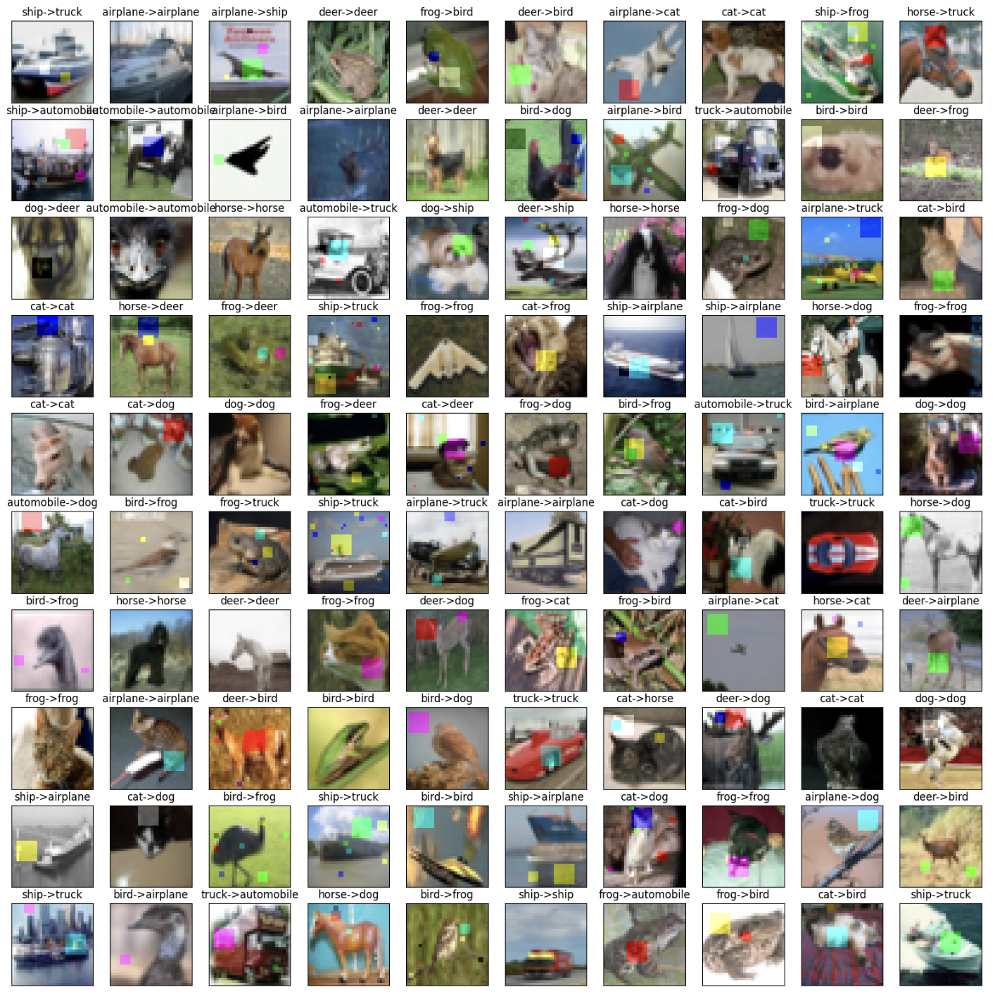 ship->truck airplane->airplane airplane->ship deer->deer frog->bird deer->bird airplane->cat cat->cat ship->frog horse->truck
ship->automobile automobile->automobile airplane->bird airplane->airplane deer->deer bird->dog airplane->bird truck->automobile bird->bird deer->frog
dog->deer automobile->automobile horse->horse automobile->truck dog->ship deer->ship horse->horse frog->dog airplane->truck cat->bird
cat->cat horse->deer frog->deer ship->truck frog->frog cat->frog ship->airplane ship->airplane horse->dog frog->frog
cat->cat cat->dog dog->dog frog->deer cat->deer frog->dog bird->frog automobile->truck bird->airplane dog->dog
automobile->dog bird->frog frog->truck ship->truck airplane->truck airplane->airplane cat->dog cat->bird truck->truck horse->dog
bird->frog horse->horse deer->deer frog->frog deer->dog frog->cat frog->bird airplane->cat horse->cat deer->airplane
frog->frog airplane->airplane deer->bird bird->bird bird->dog truck->truck cat->horse deer->dog cat->cat dog->dog
ship->airplane cat->dog bird->frog ship->truck bird->bird ship->airplane cat->dog frog->frog airplane->dog deer->bird
ship->truck bird->airplane truck->automobile horse->dog bird->frog ship->ship frog->automobile frog->bird cat->bird ship->truck